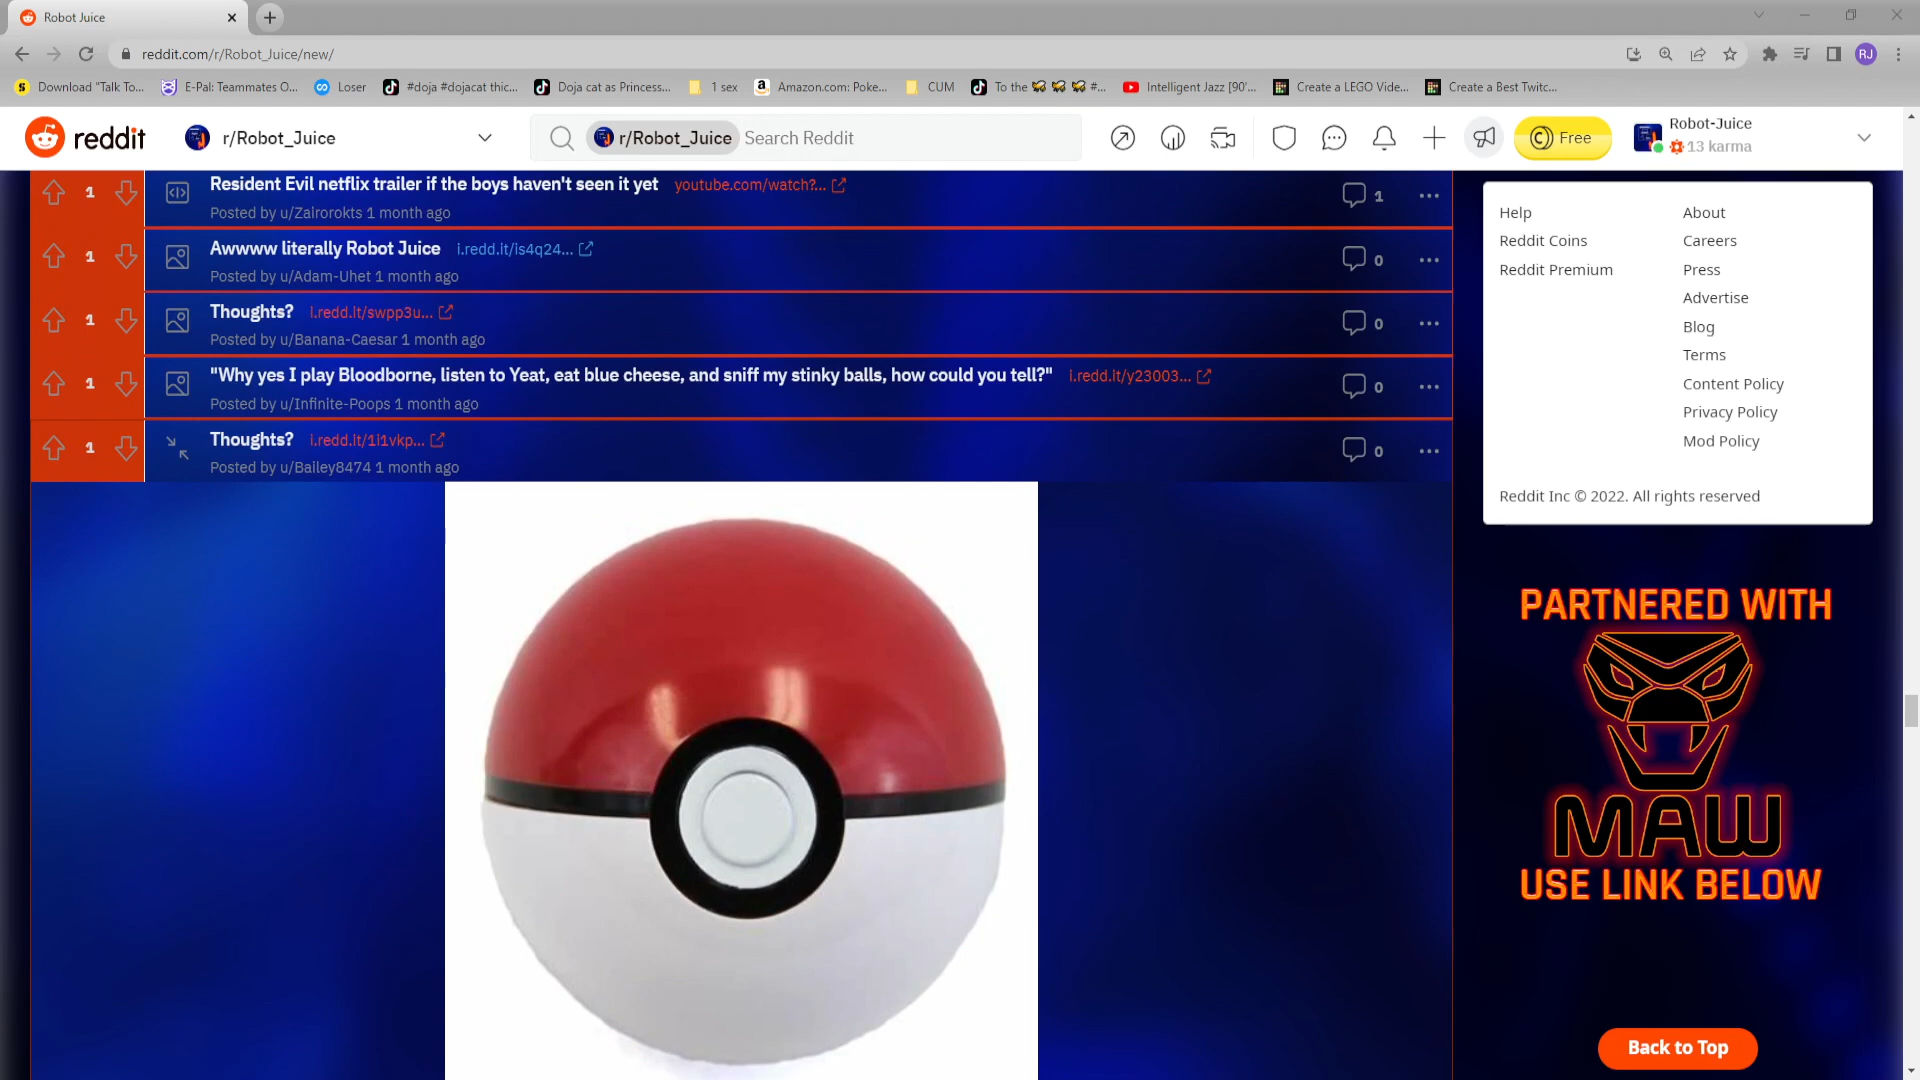 Robot Juice
reddit.com/r/Robot_Juice/new/
Download "Talk To... E-Pal: Teammates O... Loser #doja #dojacat thic... Doja cat as Princess... 1 sex Amazon.com: Poke... CUM To the 🐝 🐝 🐝 #... Intelligent Jazz [90'... Create a LEGO Vide... Create a Best Twitc...
reddit r/Robot_Juice r/Robot_Juice Search Reddit Free Robot-Juice
13 karma
RJ
1 Resident Evil netflix trailer if the boys haven't seen it yet youtube.com/watch?... 1
Posted by u/Zairorokts 1 month ago
1 Awwww literally Robot Juice i.redd.it/is4q24... 0
Posted by u/Adam-Uhet 1 month ago
1 Thoughts? i.redd.it/swpp3u... 0
Posted by u/Banana-Caesar 1 month ago
1 "Why yes I play Bloodborne, listen to Yeat, eat blue cheese, and sniff my stinky balls, how could you tell?" i.redd.it/y23003... 0
Posted by u/Infinite-Poops 1 month ago
1 Thoughts? i.redd.it/1i1vkp... 0
Posted by u/Bailey8474 1 month ago
Help About
Reddit Coins Careers
Reddit Premium Press
Advertise
Blog
Terms
Content Policy
Privacy Policy
Mod Policy
Reddit Inc © 2022. All rights reserved
PARTNERED WITH
MAW
USE LINK BELOW
Back to Top